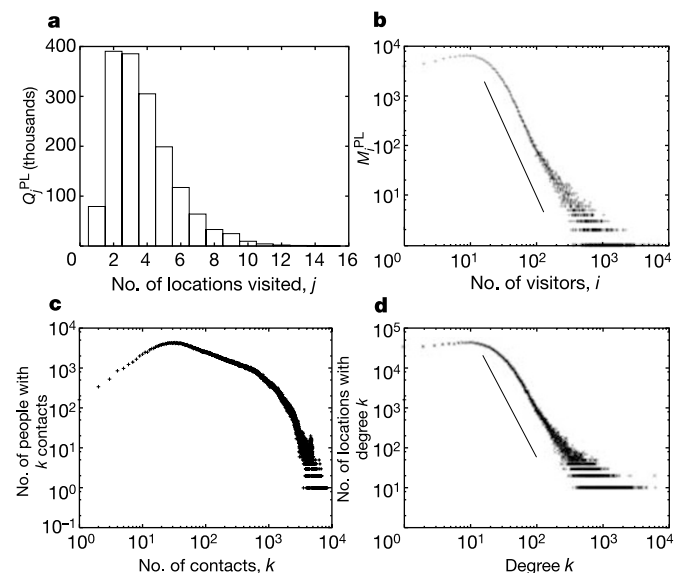 a
Q_j^PL (thousands)
400
300
200
100
0 2 4 6 8 10 12 14 16
No. of locations visited, j
b
M_i^PL
10^4
10^3
10^2
10^1
10^0 10^1 10^2 10^3 10^4
No. of visitors, i
c
No. of people with
k contacts
10^4
10^3
10^2
10^1
10^0
10^-1
10^0 10^1 10^2 10^3 10^4
No. of contacts, k
d
No. of locations with
degree k
10^5
10^4
10^3
10^2
10^1
10^0 10^1 10^2 10^3 10^4
Degree k